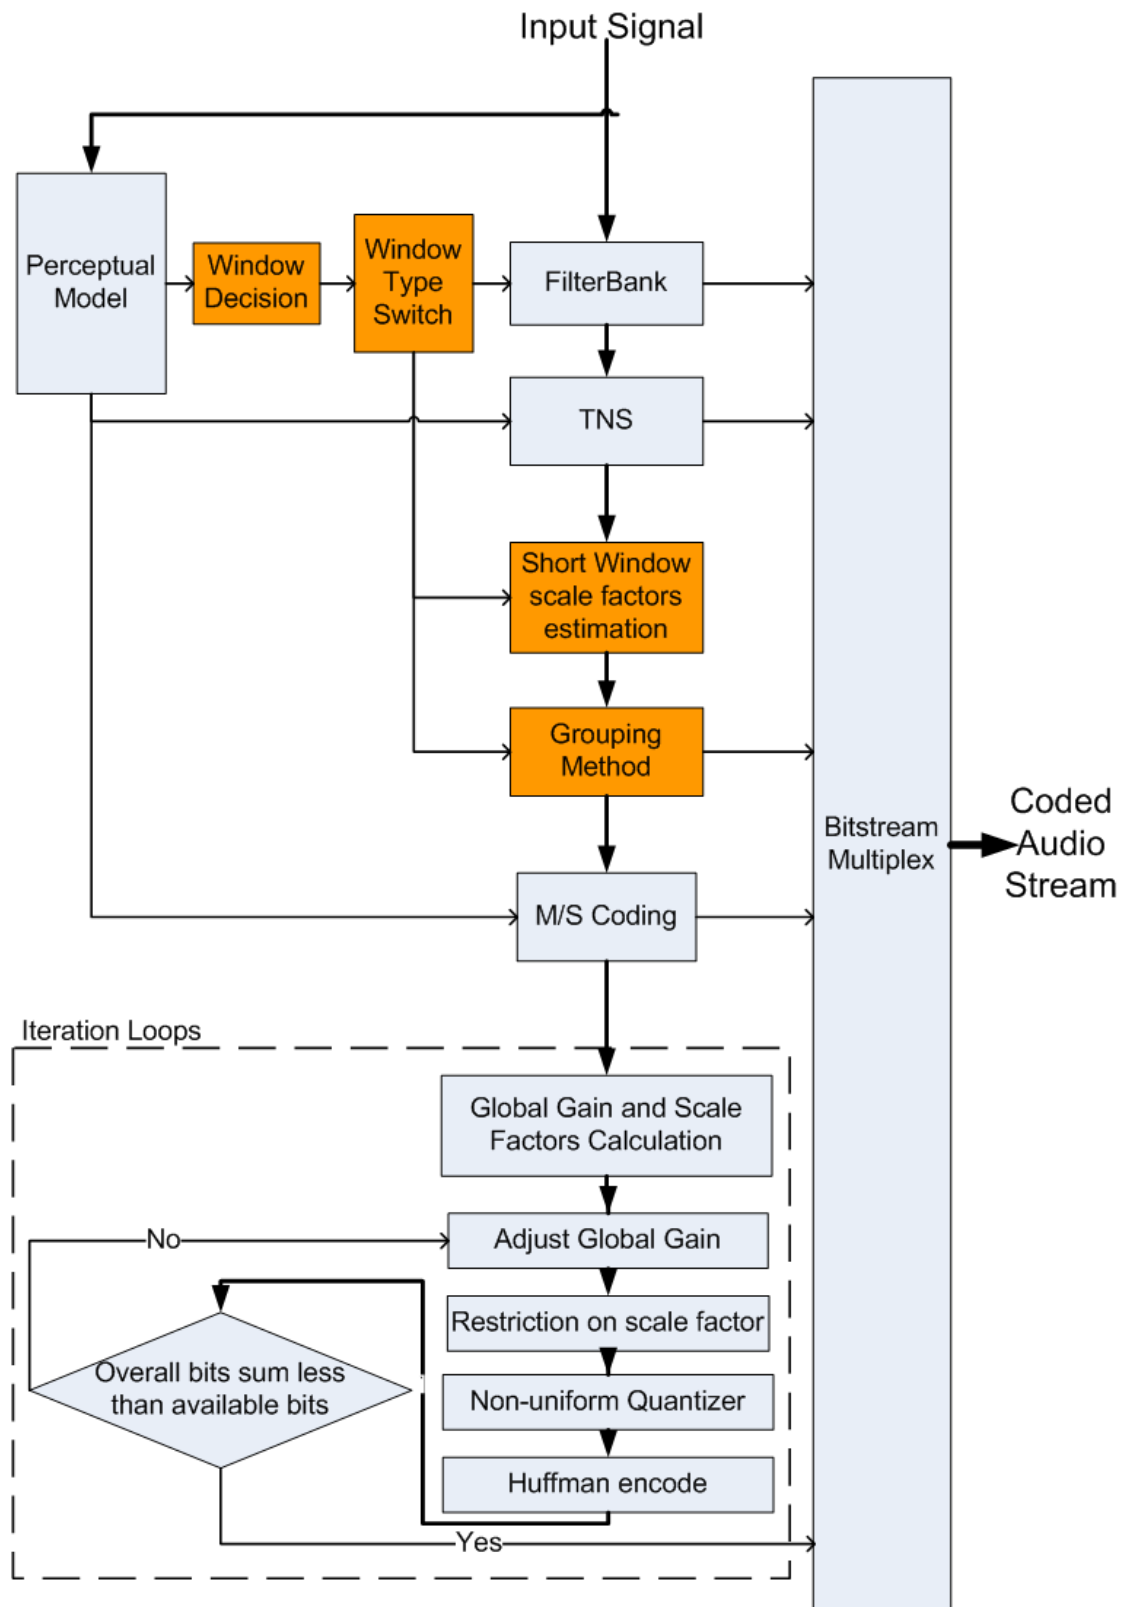 Input Signal
Perceptual
Model
Window
Decision
Window
Type
Switch
FilterBank
TNS
Short Window
scale factors
estimation
Grouping
Method
M/S Coding
Bitstream
Multiplex
Coded
Audio
Stream
Iteration Loops
Global Gain and Scale
Factors Calculation
Adjust Global Gain
No
Restriction on scale factor
Overall bits sum less
than available bits
Non-uniform Quantizer
Huffman encode
Yes